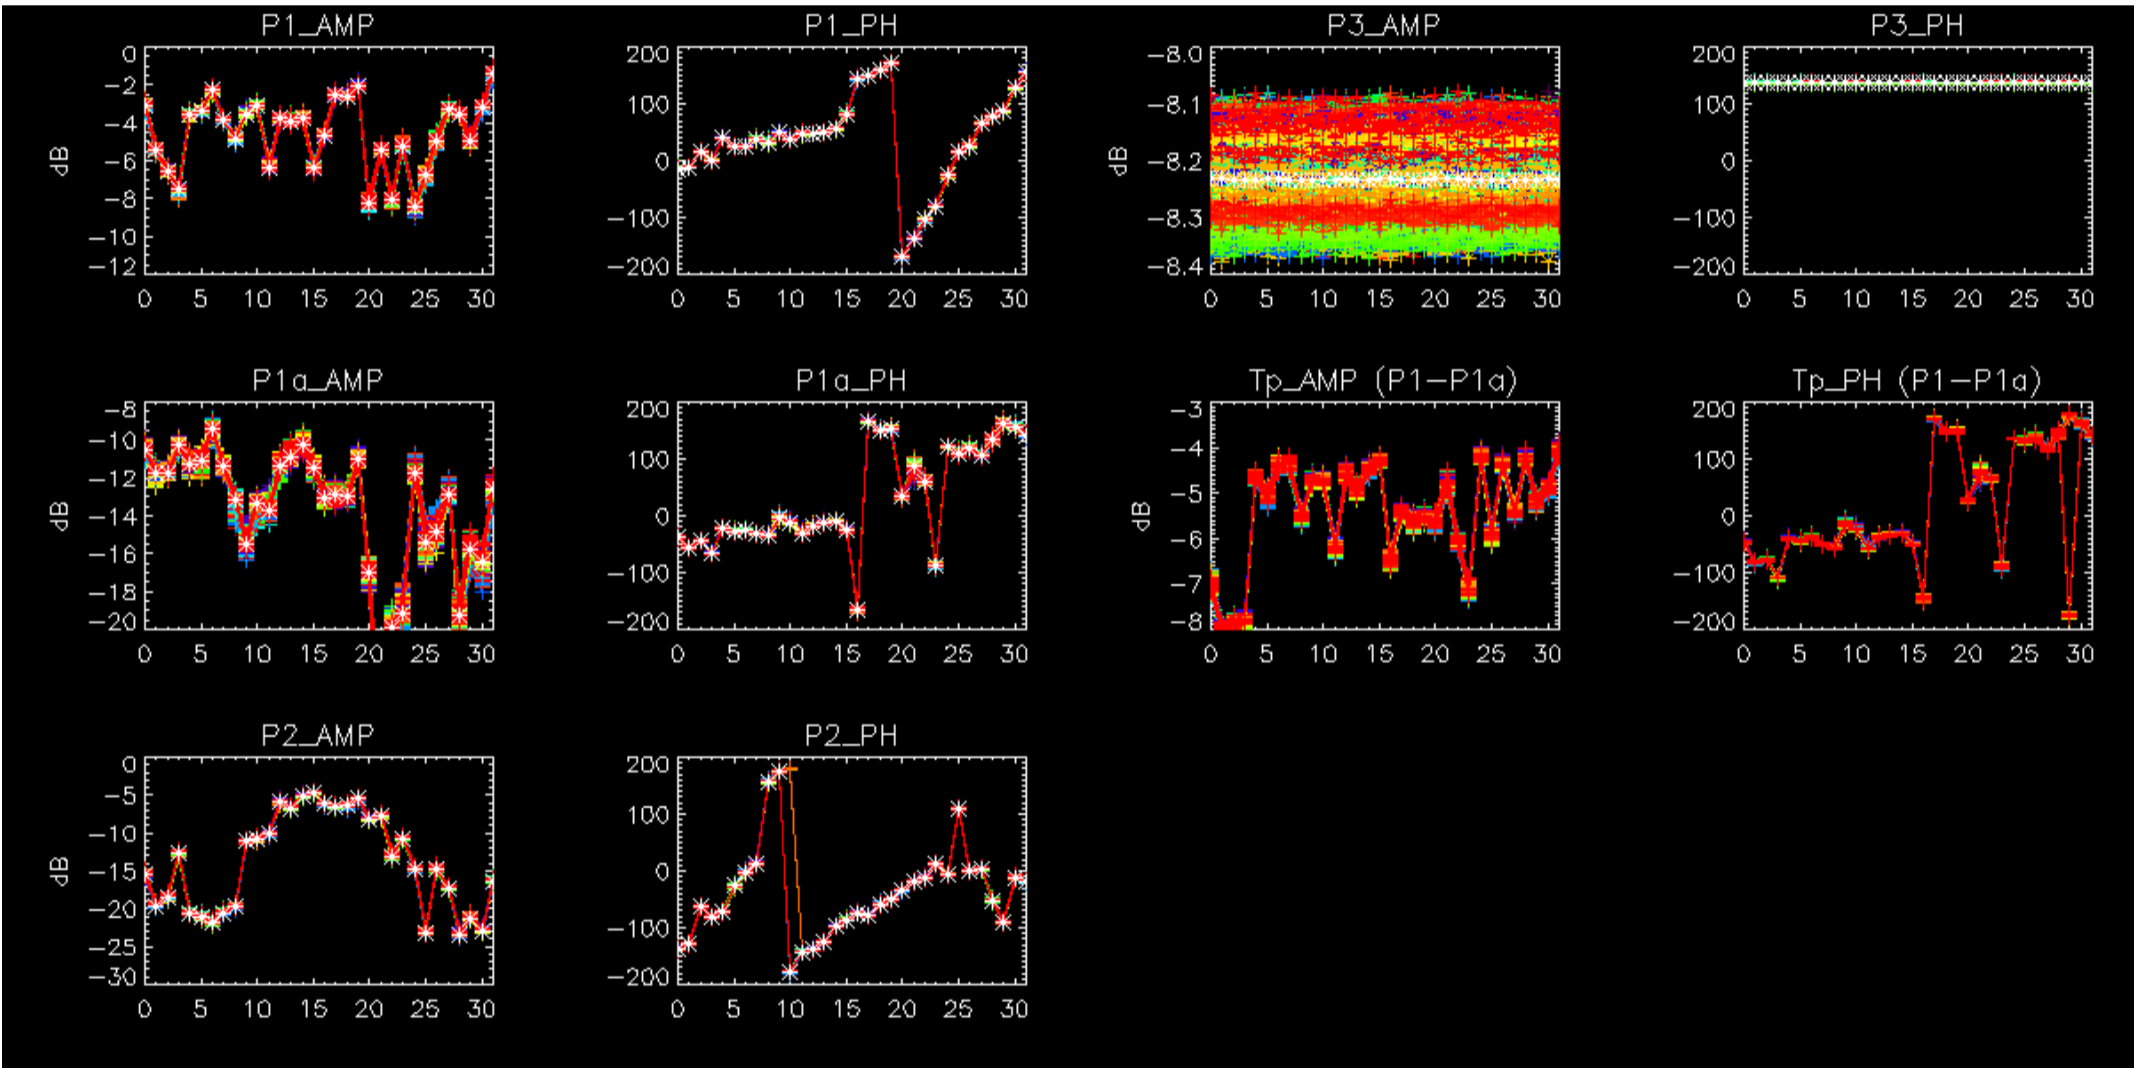 P1_AMP P1_PH P3_AMP P3_PH
0 200 -8.0 200
-2 100 -8.1 100
-4 0 -8.2 0
-6 -100 -8.3 -100
-8 -200 -8.4 -200
-10
-12
dB dB
0 5 10 15 20 25 30 0 5 10 15 20 25 30 0 5 10 15 20 25 30 0 5 10 15 20 25 30
P1a_AMP P1a_PH Tp_AMP (P1-P1a) Tp_PH (P1-P1a)
-8 200 -3 200
-10 100 -4 100
-12 0 -5 0
-14 -100 -6 -100
-16 -200 -7 -200
-18 -8
-20
dB dB
0 5 10 15 20 25 30 0 5 10 15 20 25 30 0 5 10 15 20 25 30 0 5 10 15 20 25 30
P2_AMP P2_PH
0 200
-5 100
-10 0
-15 -100
-20 -200
-25
-30
dB
0 5 10 15 20 25 30 0 5 10 15 20 25 30